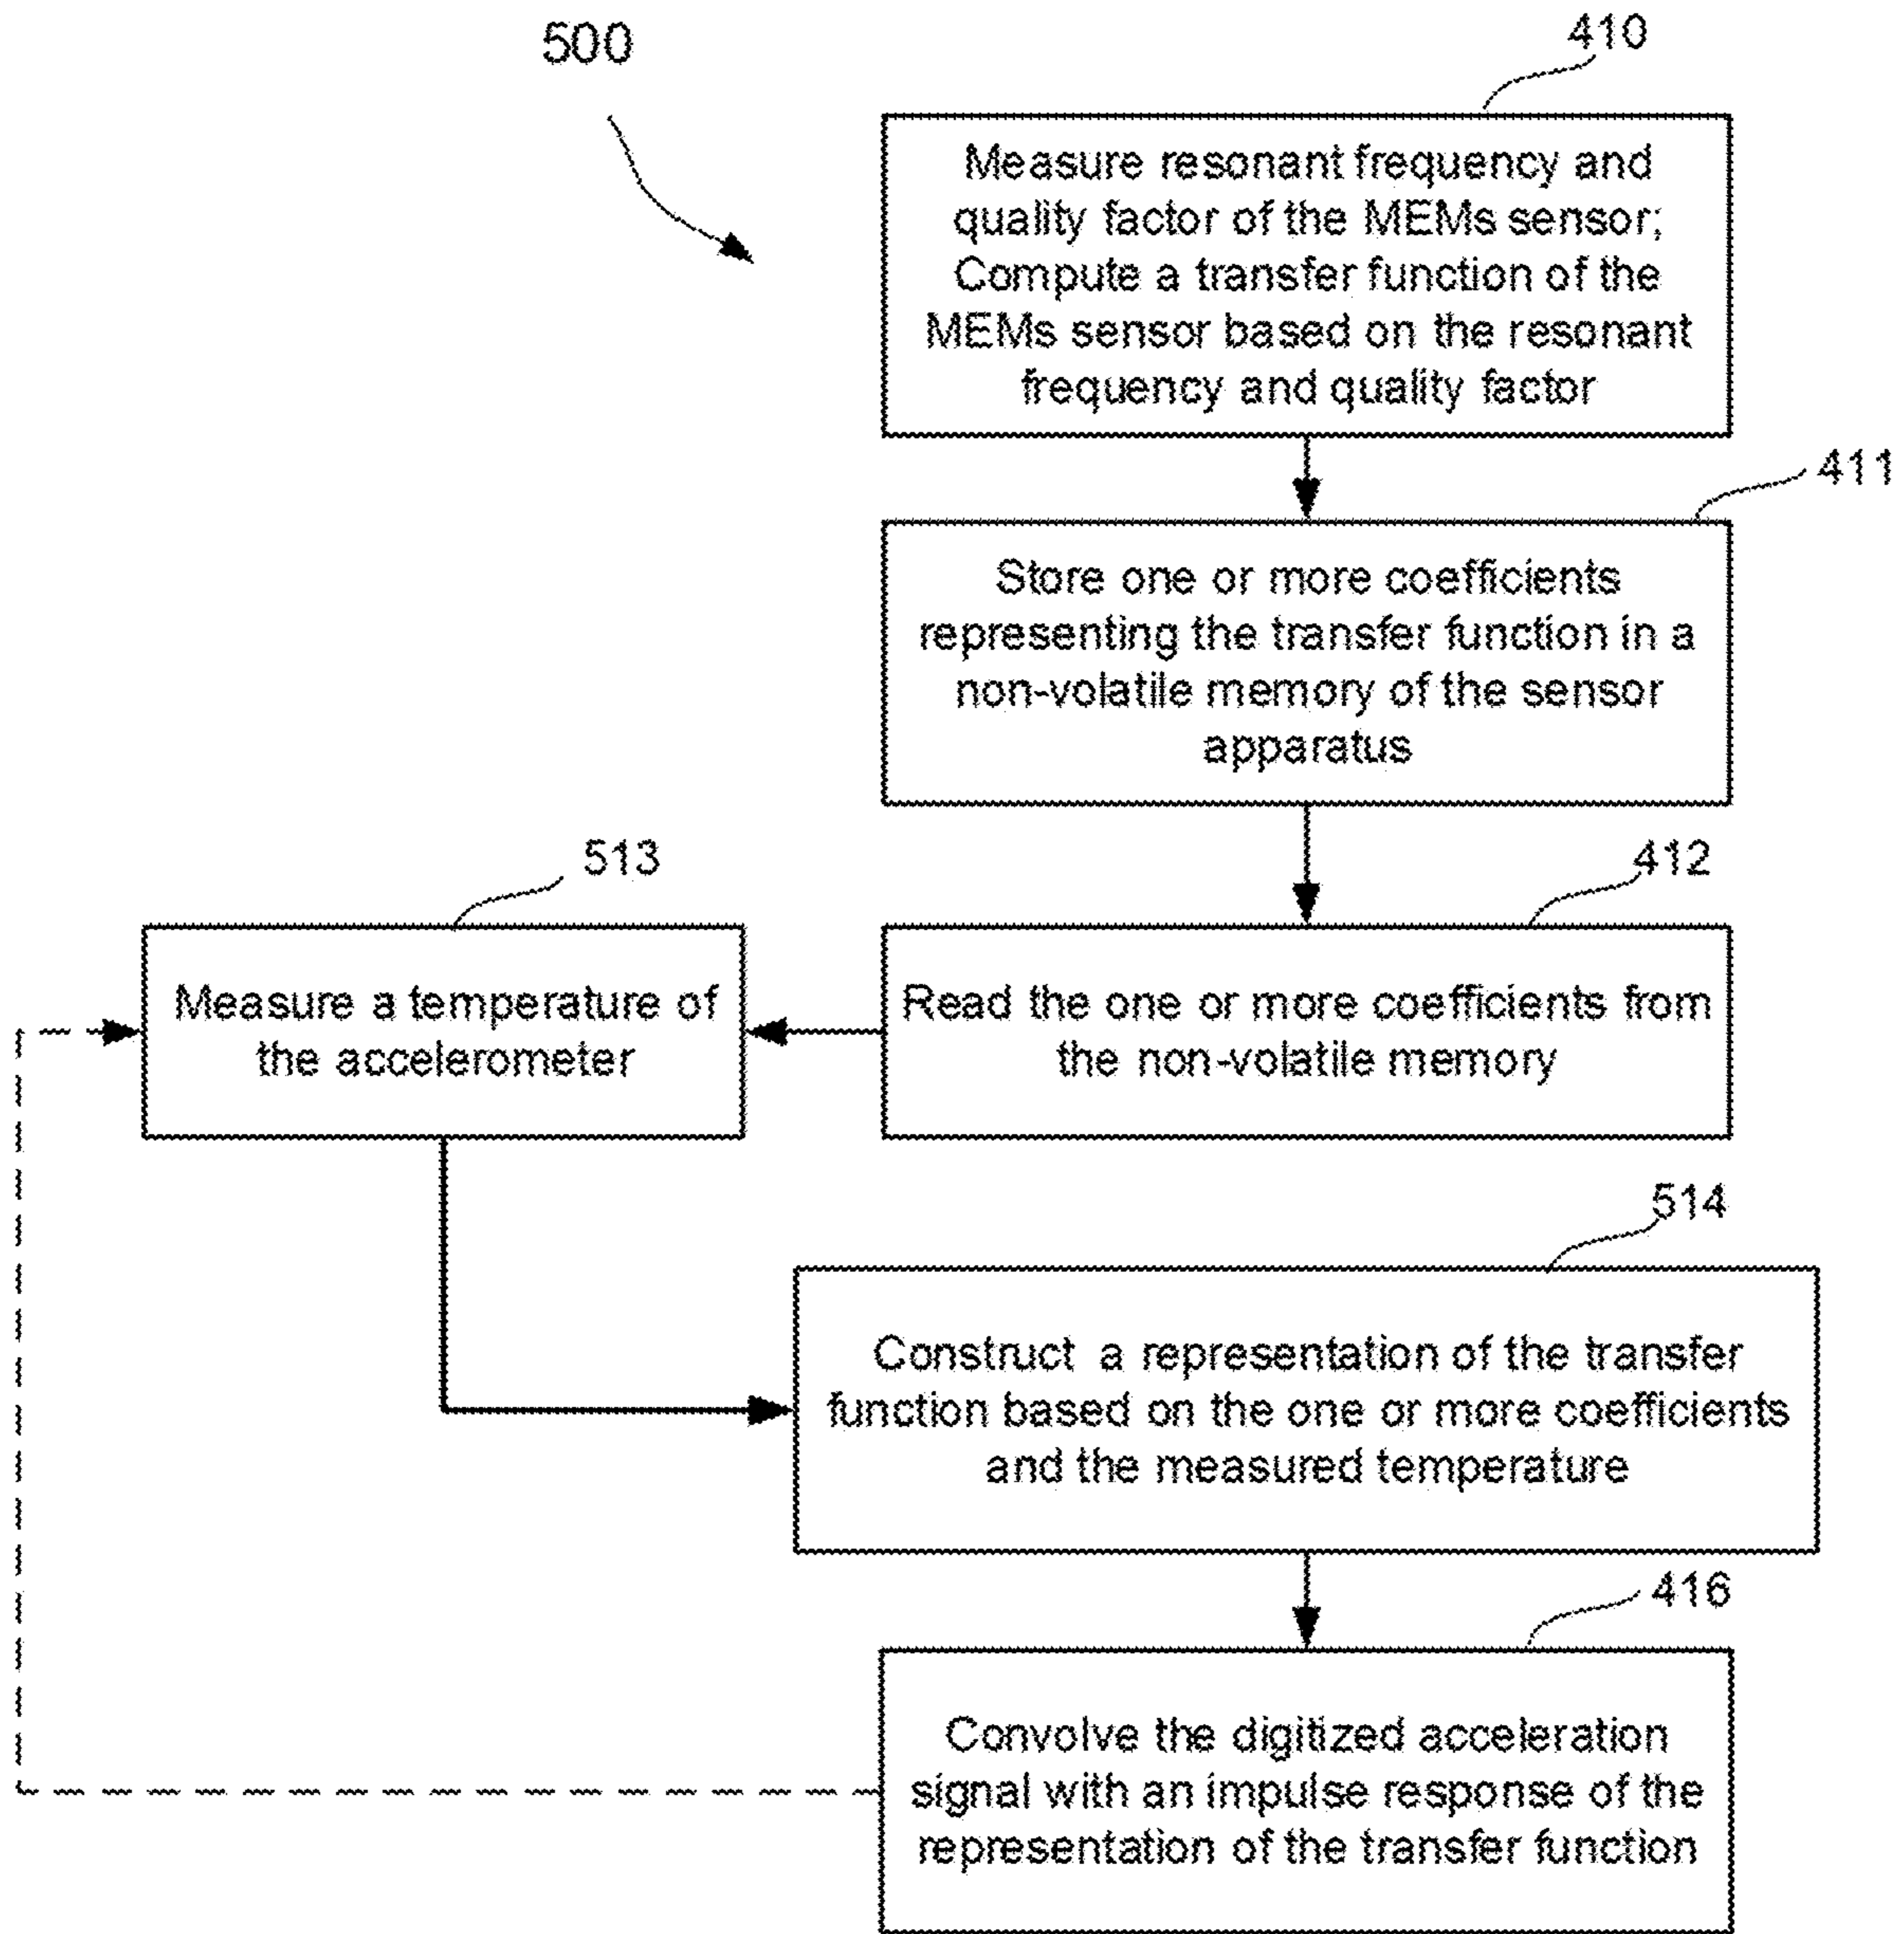 500
410
Measure resonant frequency and
quality factor of the MEMs sensor;
Compute a transfer function of the
MEMs sensor based on the resonant
frequency and quality factor
411
Store one or more coefficients
representing the transfer function in a
non-volatile memory of the sensor
apparatus
513
412
Measure a temperature of
the accelerometer
Read the one or more coefficients from
the non-volatile memory
514
Construct a representation of the transfer
function based on the one or more coefficients
and the measured temperature
416
Convolve the digitized acceleration
signal with an impulse response of the
representation of the transfer function